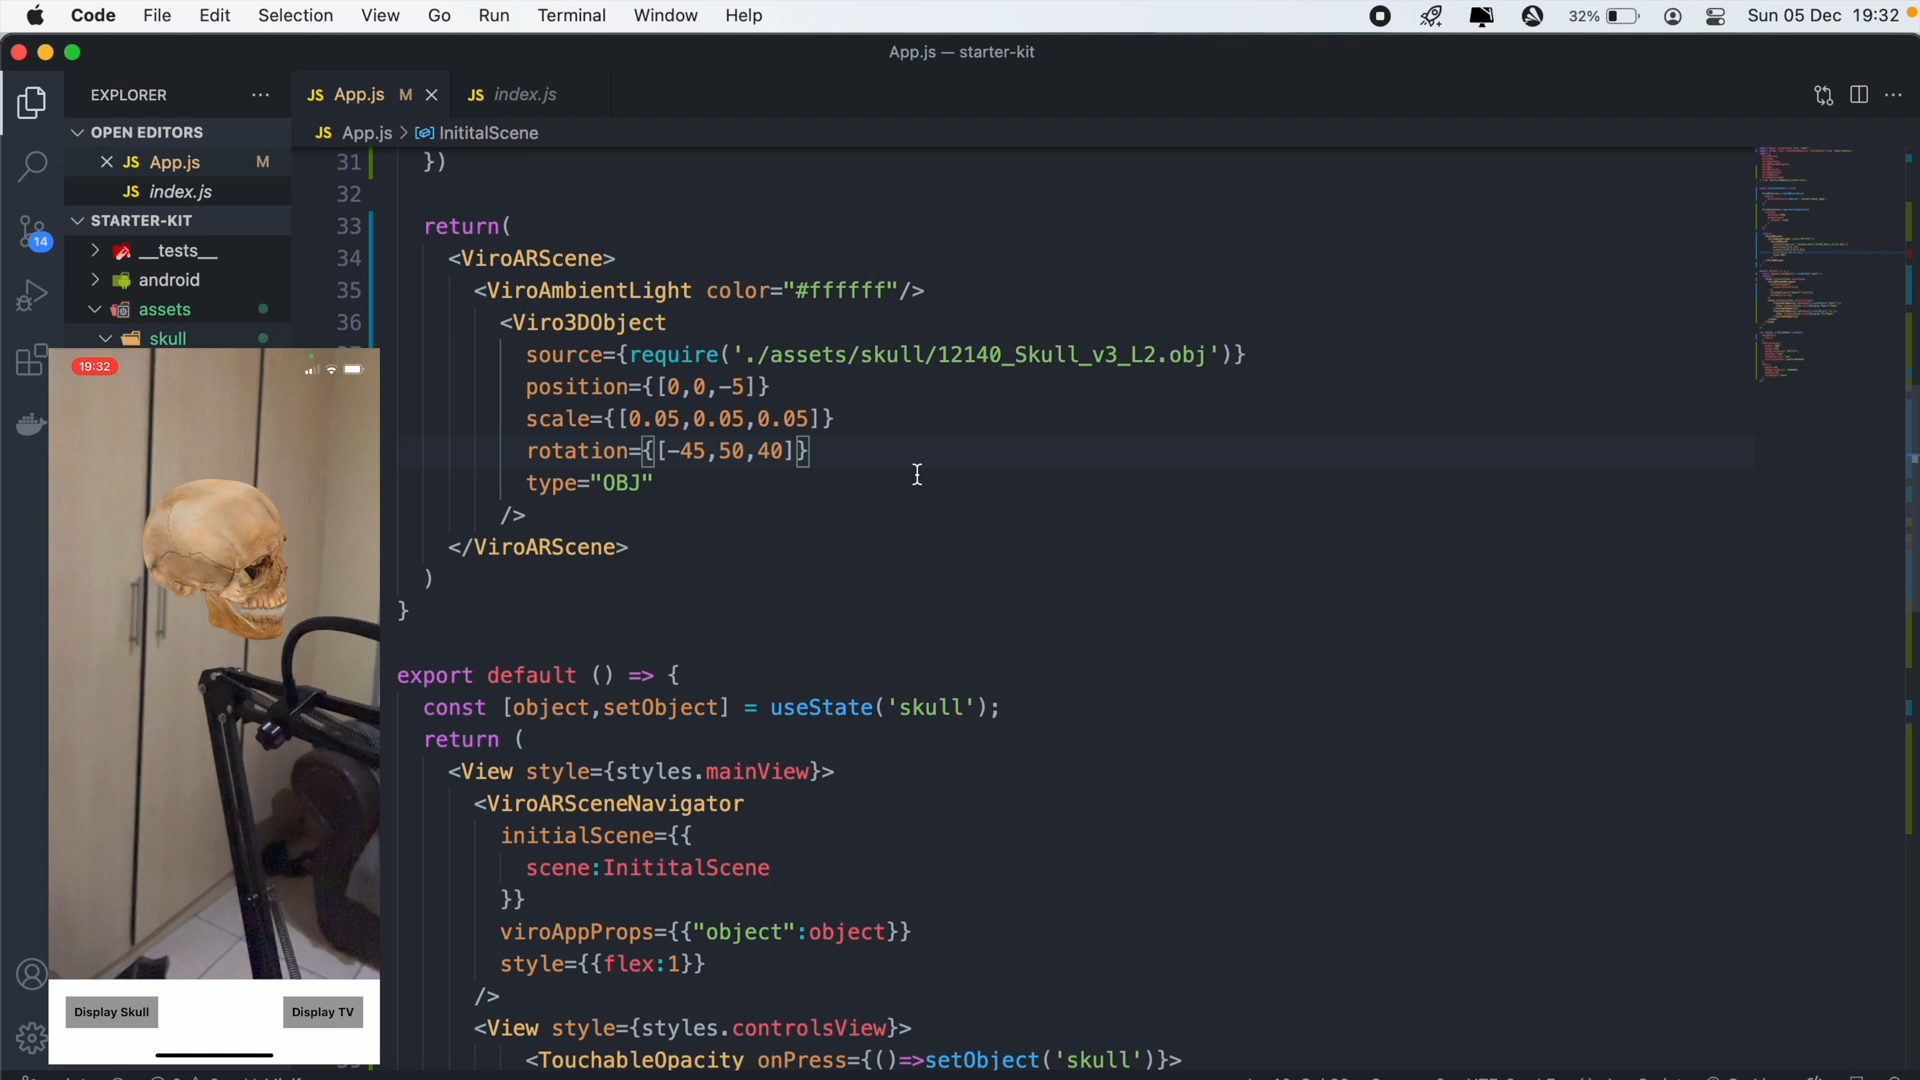 Code File Edit Selection View Go Run Terminal Window Help 32% Sun 05 Dec 19:32
App.js — starter-kit
EXPLORER
JS App.js M
JS index.js
JS App.js > InititalScene
OPEN EDITORS
JS App.js M
JS index.js
STARTER-KIT
__tests__
android
assets
skull
14
31 })
32
33 return(
34 <ViroARScene>
35 <ViroAmbientLight color="#ffffff"/>
36 <Viro3DObject
source={require('./assets/skull/12140_Skull_v3_L2.obj')}
position={[0,0,-5]}
scale={[0.05,0.05,0.05]}
rotation={[-45,50,40]}
type="OBJ"
/>
</ViroARScene>
)
}
export default () => {
const [object,setObject] = useState('skull');
return (
<View style={styles.mainView}>
<ViroARSceneNavigator
initialScene={{
scene:InititalScene
}}
viroAppProps={{"object":object}}
style={{flex:1}}
/>
<View style={styles.controlsView}>
<TouchableOpacity onPress={()=>setObject('skull')}>
19:32
Display Skull
Display TV